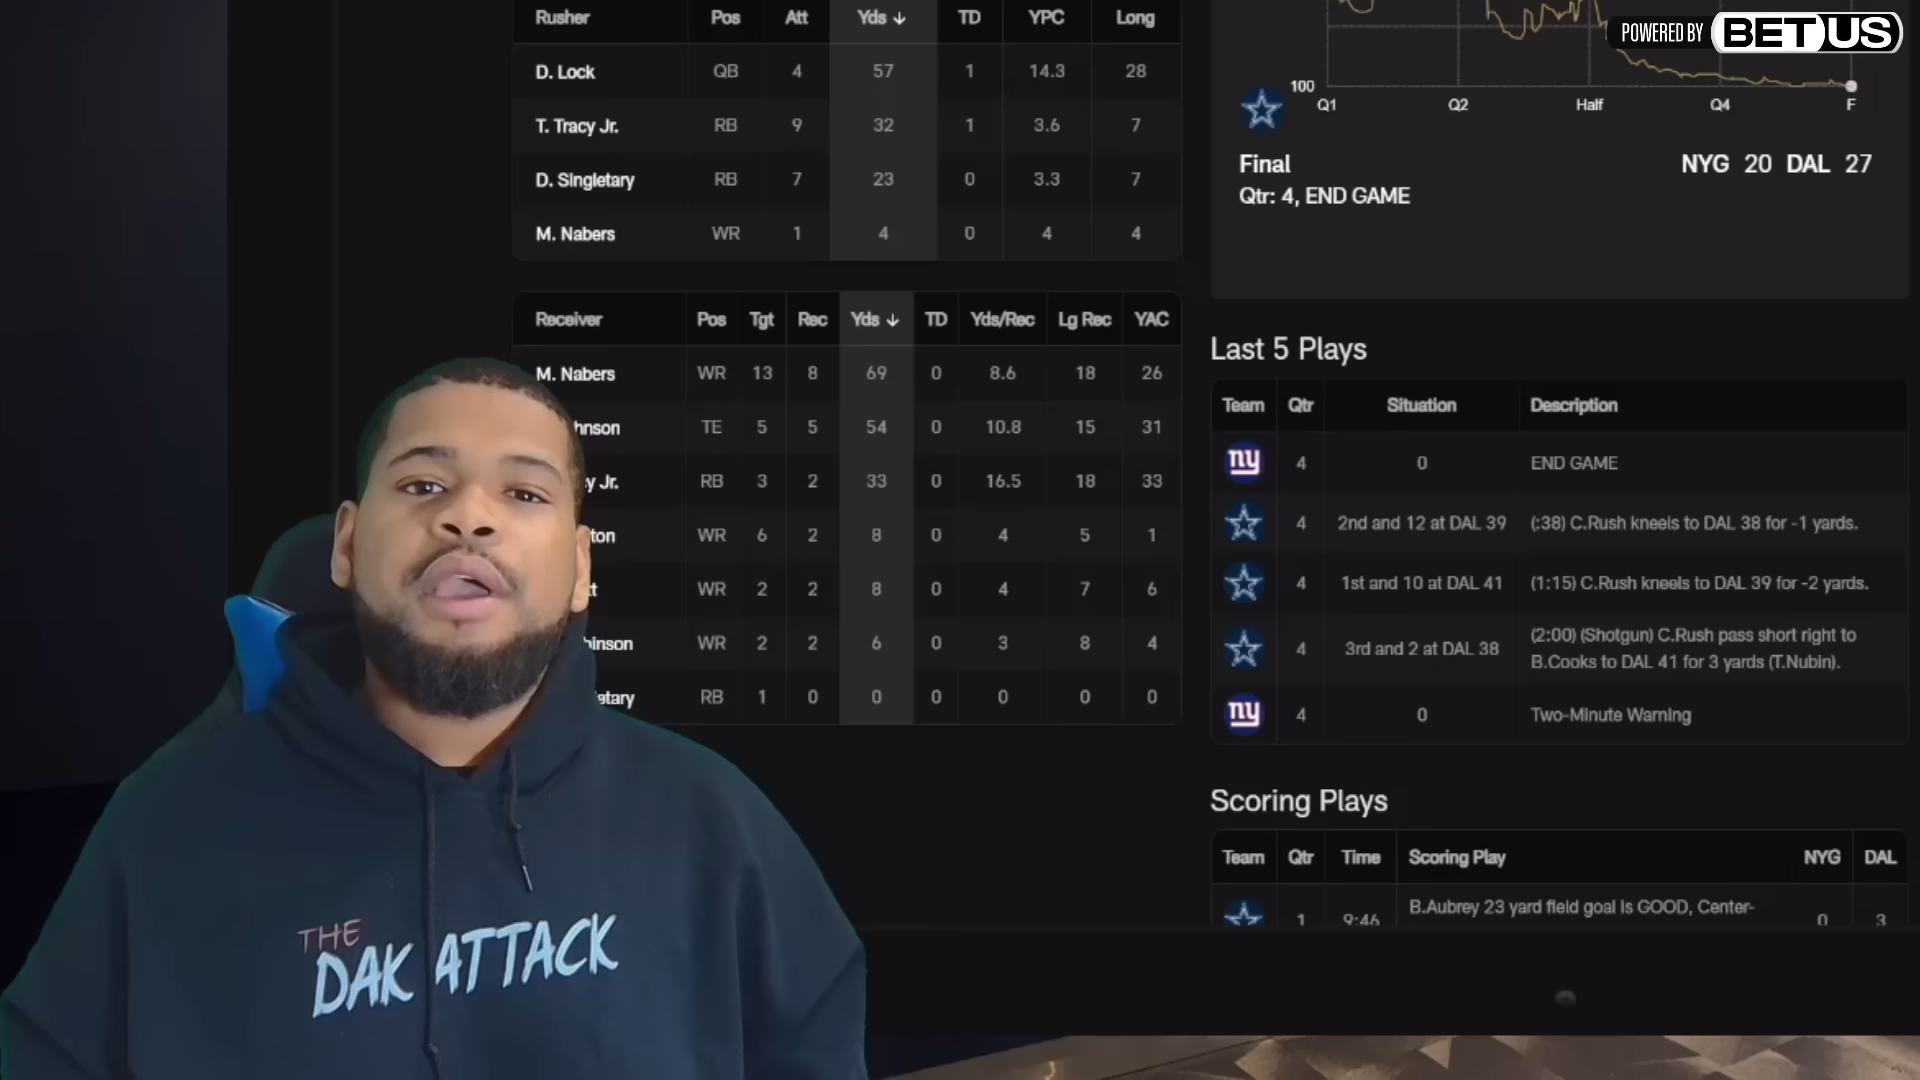 POWERED BY BETUS
Rusher Pos Att Yds ↓ TD YPC Long
D. Lock QB 4 57 1 14.3 28
T. Tracy Jr. RB 9 32 1 3.6 7
D. Singletary RB 7 23 0 3.3 7
M. Nabers WR 1 4 0 4 4
Receiver Pos Tgt Rec Yds ↓ TD Yds/Rec Lg Rec YAC
M. Nabers WR 13 8 69 0 8.6 18 26
hnson TE 5 5 54 0 10.8 15 31
y Jr. RB 3 2 33 0 16.5 18 33
ton WR 6 2 8 0 4 5 1
tt WR 2 2 8 0 4 7 6
binson WR 2 2 6 0 3 8 4
etary RB 1 0 0 0 0 0 0
100
Q1 Q2 Half Q4 F
Final NYG 20 DAL 27
Qtr: 4, END GAME
Last 5 Plays
Team Qtr Situation Description
ny 4 0 END GAME
4 2nd and 12 at DAL 39 (:38) C.Rush kneels to DAL 38 for -1 yards.
4 1st and 10 at DAL 41 (1:15) C.Rush kneels to DAL 39 for -2 yards.
4 3rd and 2 at DAL 38 (2:00) (Shotgun) C.Rush pass short right to
B.Cooks to DAL 41 for 3 yards (T.Nubin).
ny 4 0 Two-Minute Warning
Scoring Plays
Team Qtr Time Scoring Play NYG DAL
1 9:46 B.Aubrey 23 yard field goal is GOOD, Center- 0 3
THE
DAK ATTACK